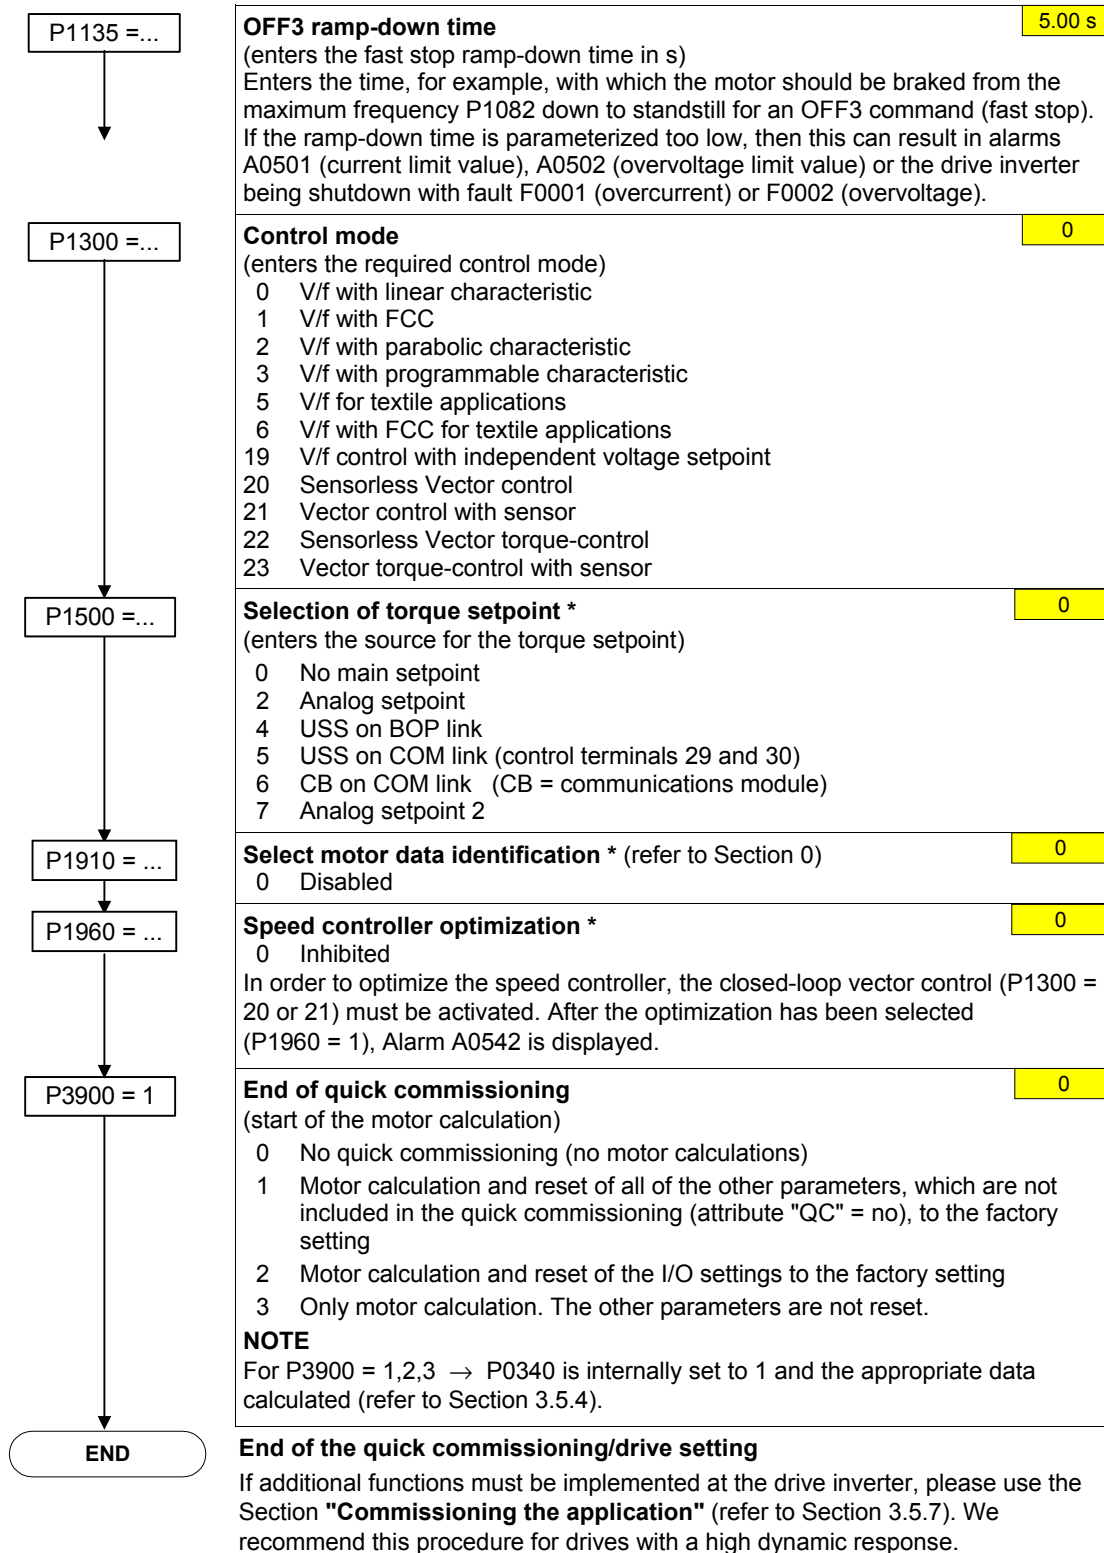 P1135 =...
OFF3 ramp-down time
5.00 s
(enters the fast stop ramp-down time in s)
Enters the time, for example, with which the motor should be braked from the
maximum frequency P1082 down to standstill for an OFF3 command (fast stop).
If the ramp-down time is parameterized too low, then this can result in alarms
A0501 (current limit value), A0502 (overvoltage limit value) or the drive inverter
being shutdown with fault F0001 (overcurrent) or F0002 (overvoltage).
P1300 =...
Control mode
0
(enters the required control mode)
0 V/f with linear characteristic
1 V/f with FCC
2 V/f with parabolic characteristic
3 V/f with programmable characteristic
5 V/f for textile applications
6 V/f with FCC for textile applications
19 V/f control with independent voltage setpoint
20 Sensorless Vector control
21 Vector control with sensor
22 Sensorless Vector torque-control
23 Vector torque-control with sensor
P1500 =...
Selection of torque setpoint *
0
(enters the source for the torque setpoint)
0 No main setpoint
2 Analog setpoint
4 USS on BOP link
5 USS on COM link (control terminals 29 and 30)
6 CB on COM link (CB = communications module)
7 Analog setpoint 2
P1910 = ...
Select motor data identification * (refer to Section 0)
0
0 Disabled
P1960 = ...
Speed controller optimization *
0
0 Inhibited
In order to optimize the speed controller, the closed-loop vector control (P1300 =
20 or 21) must be activated. After the optimization has been selected
(P1960 = 1), Alarm A0542 is displayed.
P3900 = 1
End of quick commissioning
0
(start of the motor calculation)
0 No quick commissioning (no motor calculations)
1 Motor calculation and reset of all of the other parameters, which are not
included in the quick commissioning (attribute "QC" = no), to the factory
setting
2 Motor calculation and reset of the I/O settings to the factory setting
3 Only motor calculation. The other parameters are not reset.
NOTE
For P3900 = 1,2,3 → P0340 is internally set to 1 and the appropriate data
calculated (refer to Section 3.5.4).
END
End of the quick commissioning/drive setting
If additional functions must be implemented at the drive inverter, please use the
Section "Commissioning the application" (refer to Section 3.5.7). We
recommend this procedure for drives with a high dynamic response.